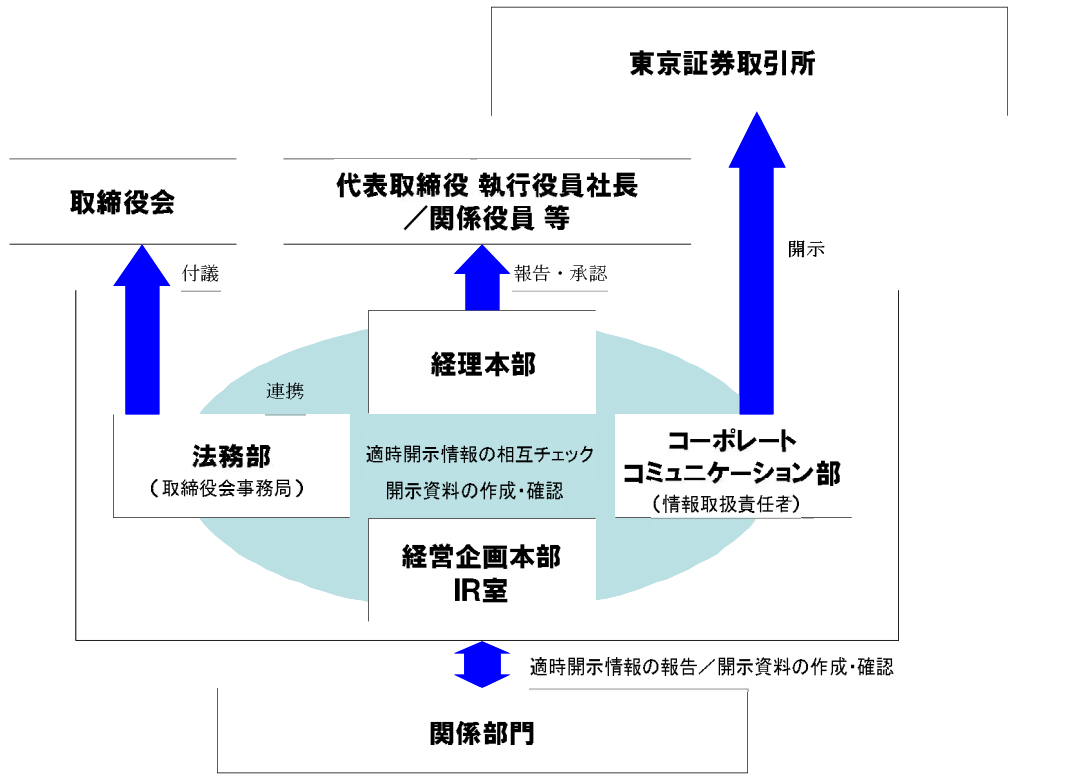 東京証券取引所
取締役会
代表取締役 執行役員社長
／関係役員 等
開示
付議
報告・承認
経理本部
連携
法務部
（取締役会事務局）
適時開示情報の相互チェック
開示資料の作成・確認
コーポレート
コミュニケーション部
（情報取扱責任者）
経営企画本部
IR室
適時開示情報の報告／開示資料の作成・確認
関係部門